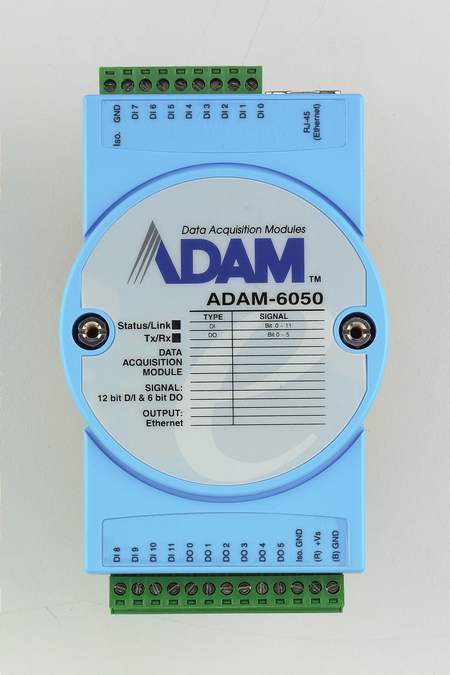 Iso. GND DI 7 DI 6 DI 5 DI 4 DI 3 DI 2 DI 1 DI 0
RJ-45
(Ethernet)
Data Acquisition Modules
ADAM TM
ADAM-6050
TYPE SIGNAL
DI Bit 0 - 11
DO Bit 0 - 5
Status/Link
Tx/Rx
DATA
ACQUISITION
MODULE
SIGNAL:
12 bit D/I & 6 bit DO
OUTPUT:
Ethernet
DI 8 DI 9 DI 10 DI 11 DO 0 DO 1 DO 2 DO 3 DO 4 DO 5 Iso. GND (R) +Vs (B) GND